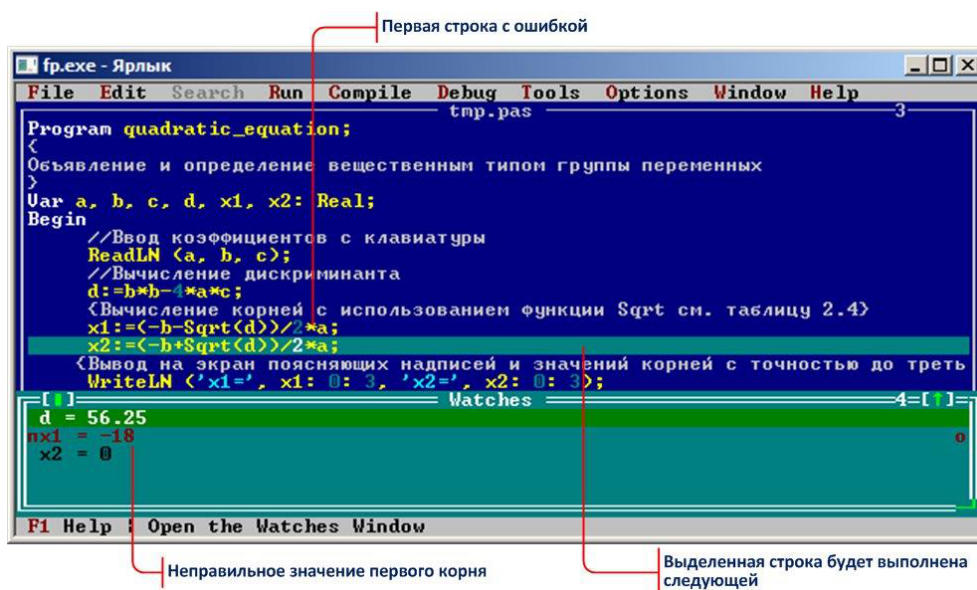 Первая строка с ошибкой
fp.exe - Ярлык
File Edit Search Run Compile Debug Tools Options Window Help
tmp.pas 3
Program quadratic_equation;
{
Объявление и определение вещественным типом группы переменных
}
Var a, b, c, d, x1, x2: Real;
Begin
//Ввод коэффициентов с клавиатуры
ReadLN (a, b, c);
//Вычисление дискриминанта
d:=b*b-4*a*c;
{Вычисление корней с использованием функции Sqrt см. таблицу 2.4}
x1:=(-b-Sqrt(d))/2*a;
x2:=(-b+Sqrt(d))/2*a;
{Вывод на экран поясняющих надписей и значений корней с точностью до треть
WriteLN ('x1=', x1: 0: 3, 'x2=', x2: 0: 3);
Watches 4
d = 56.25
пx1 = -18 о
x2 = 0
F1 Help | Open the Watches Window
Неправильное значение первого корня
Выделенная строка будет выполнена
следующей